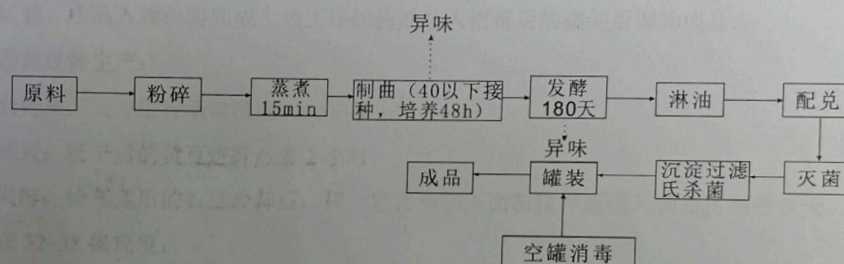 异味
原料
粉碎
蒸煮
15min
制曲（40以下接
种，培养48h）
发酵
180天
淋油
配兑
异味
成品
罐装
沉淀过滤
氏杀菌
灭菌
空罐消毒